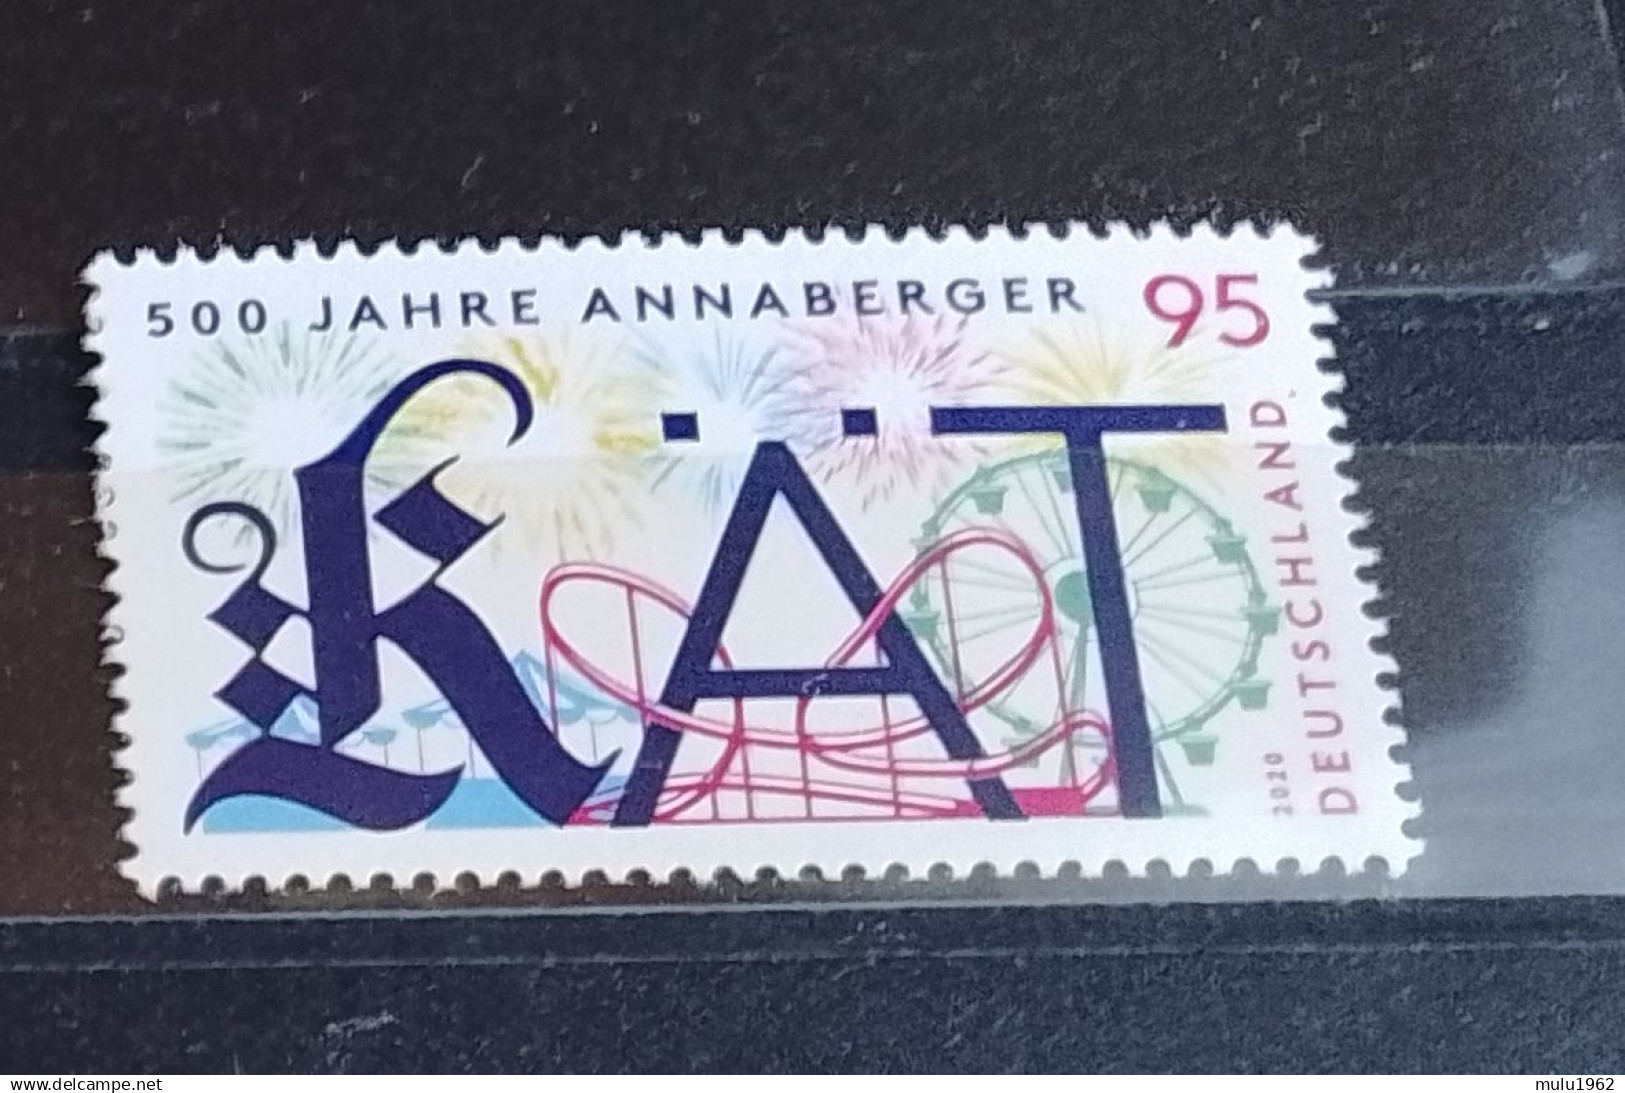 500 JAHRE ANNABERGER
95
KÄT
DEUTSCHLAND
2020
www.delcampe.net
mulu1962